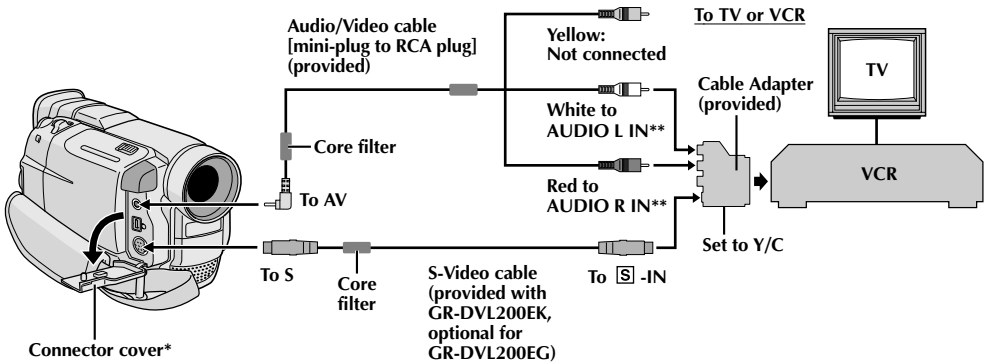 Audio/Video cable
[mini-plug to RCA plug]
(provided)
Yellow:
Not connected
To TV or VCR
TV
Cable Adapter
(provided)
White to
AUDIO L IN**
Core filter
VCR
Red to
AUDIO R IN**
To AV
Set to Y/C
To S
Core
filter
S-Video cable
(provided with
GR-DVL200EK,
optional for
GR-DVL200EG)
To S -IN
Connector cover*